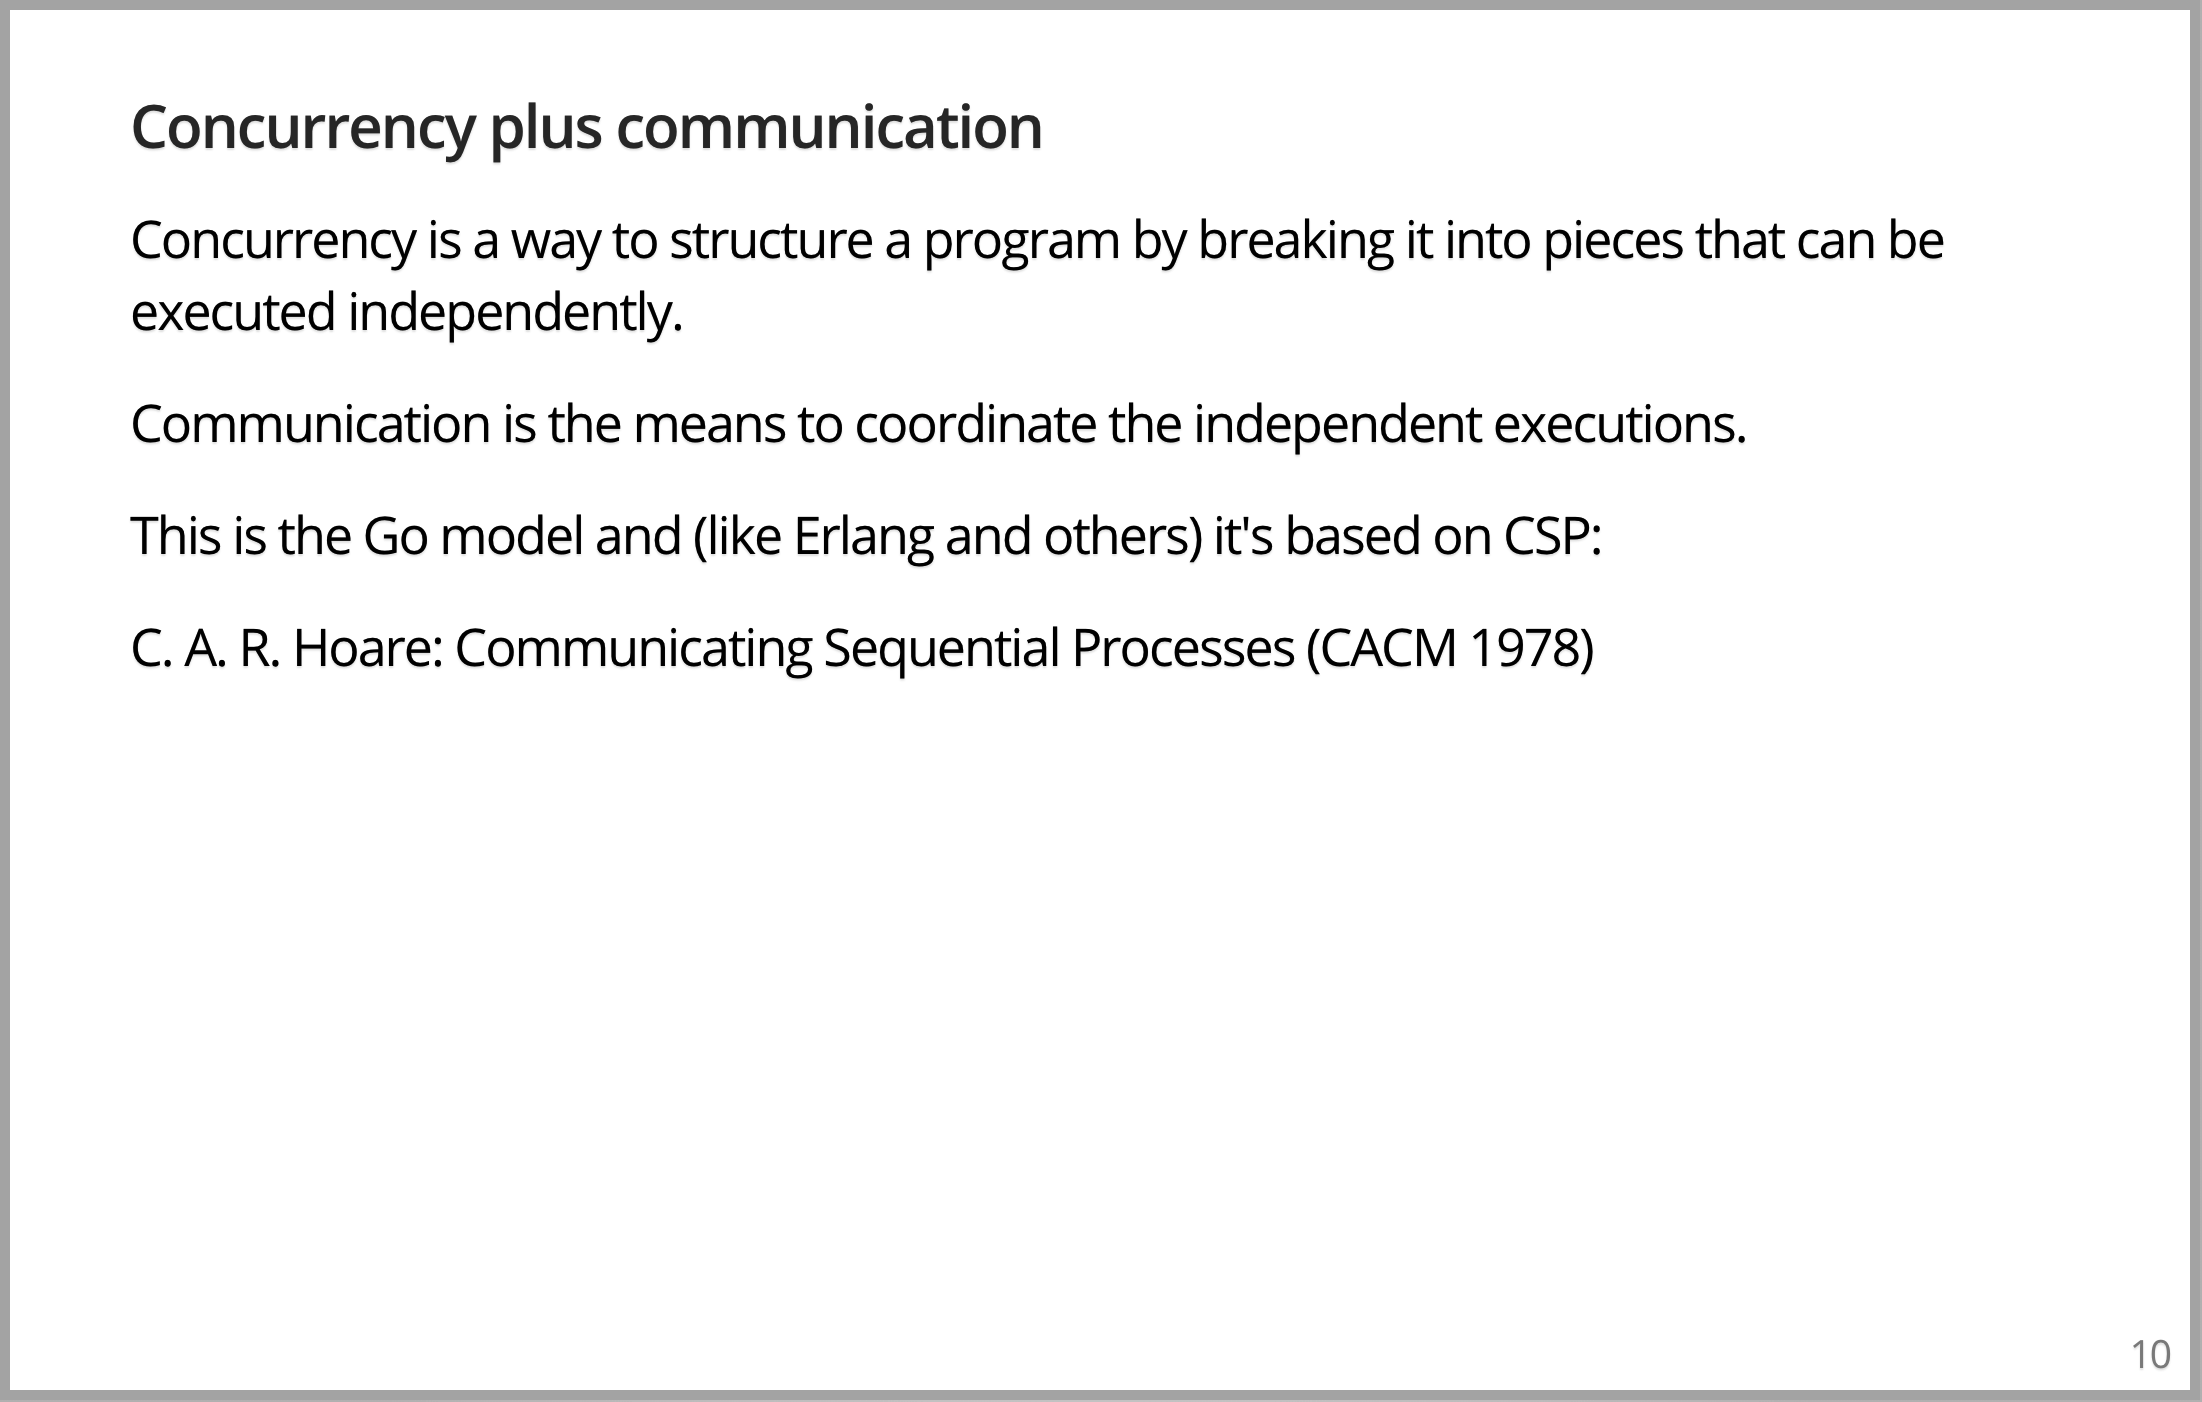 Concurrency plus communication
Concurrency is a way to structure a program by breaking it into pieces that can be
executed independently.
Communication is the means to coordinate the independent executions.
This is the Go model and (like Erlang and others) it's based on CSP:
C. A. R. Hoare: Communicating Sequential Processes (CACM 1978)
10